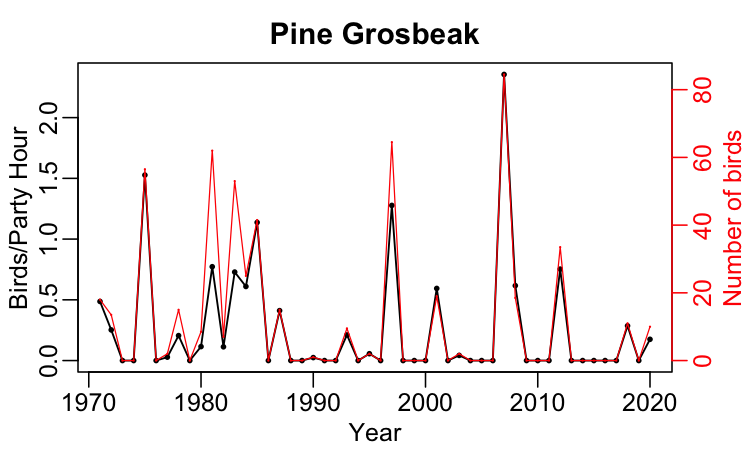 Pine Grosbeak
Birds/Party Hour
0.0 0.5 1.0 1.5 2.0
Number of birds
0 20 40 60 80
1970 1980 1990 2000 2010 2020
Year